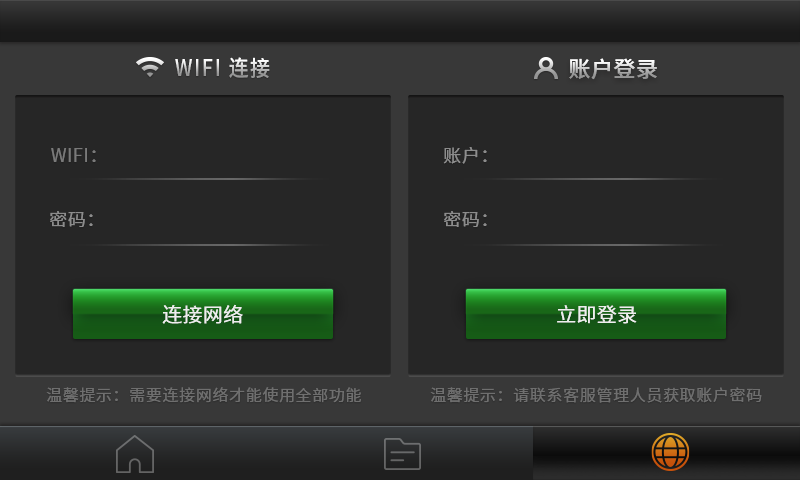 WIFI 连接
WIFI：
密码：
连接网络
温馨提示：需要连接网络才能使用全部功能
账户登录
账户：
密码：
立即登录
温馨提示：请联系客服管理人员获取账户密码